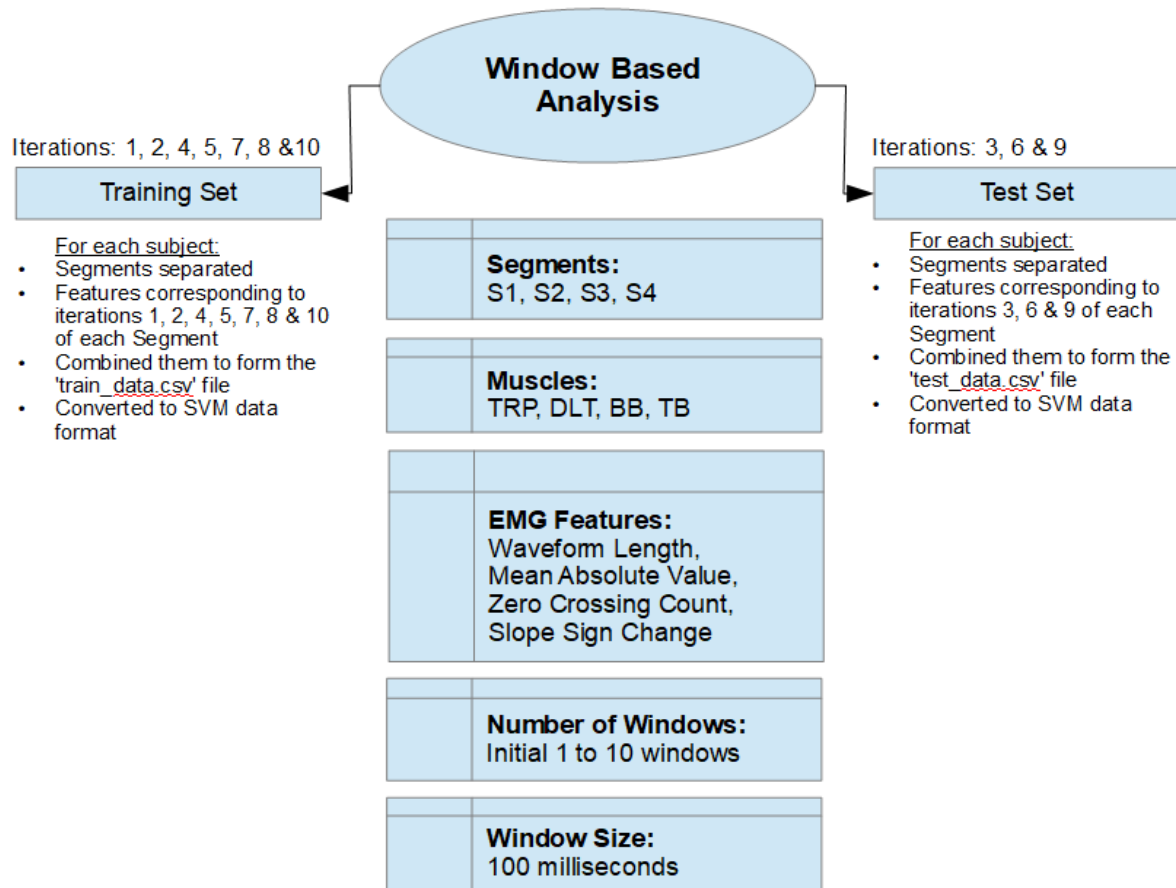 Window Based
Analysis
Iterations: 1, 2, 4, 5, 7, 8 &10
Training Set
For each subject:
• Segments separated
• Features corresponding to
iterations 1, 2, 4, 5, 7, 8 & 10
of each Segment
• Combined them to form the
'train_data.csv' file
• Converted to SVM data
format
Iterations: 3, 6 & 9
Test Set
For each subject:
• Segments separated
• Features corresponding to
iterations 3, 6 & 9 of each
Segment
• Combined them to form the
'test_data.csv' file
• Converted to SVM data
format
Segments:
S1, S2, S3, S4
Muscles:
TRP, DLT, BB, TB
EMG Features:
Waveform Length,
Mean Absolute Value,
Zero Crossing Count,
Slope Sign Change
Number of Windows:
Initial 1 to 10 windows
Window Size:
100 milliseconds